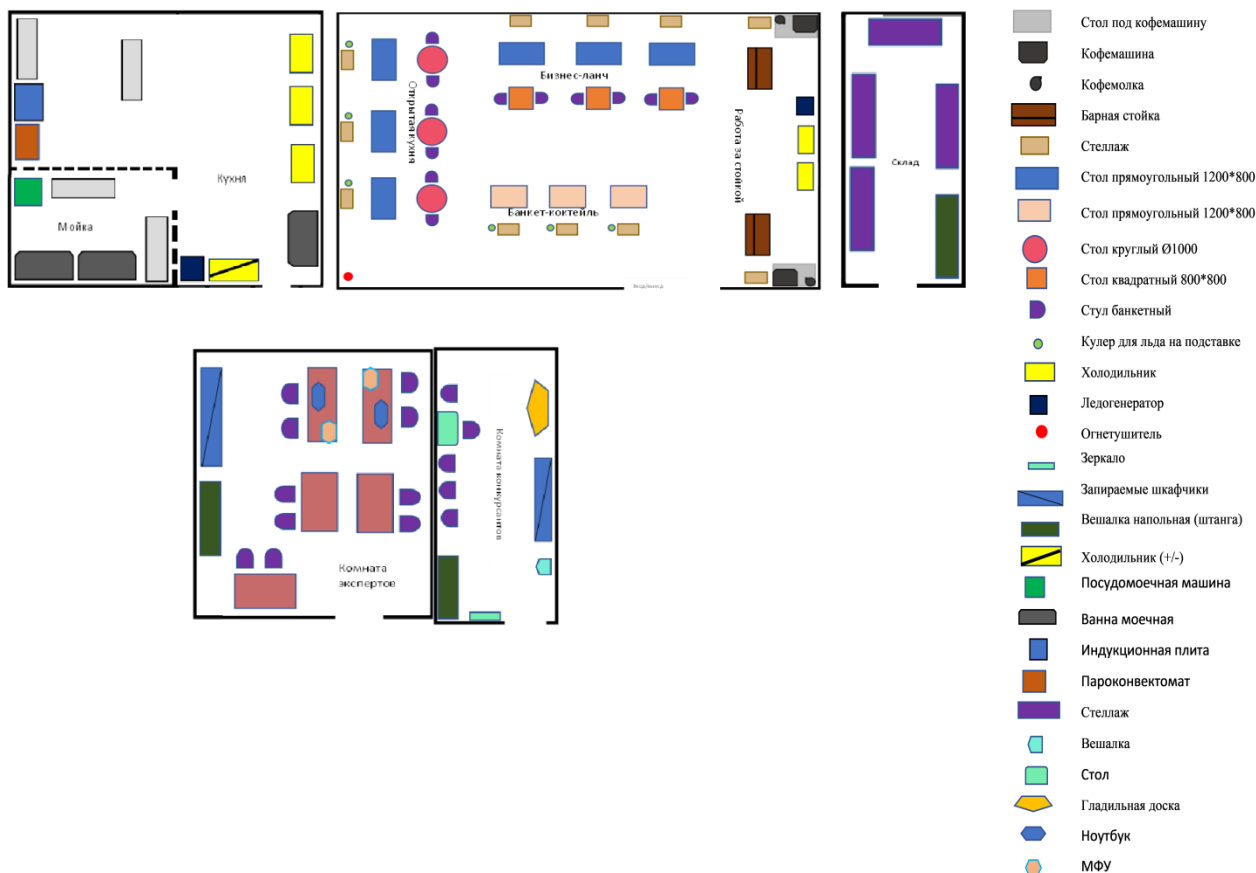 Кухня
Мойка
Открытая кухня
Бизнес-ланч
Банкет-коктейль
Работа за стойкой
Вход/выход
Склад
Комната
экспертов
Комната конкурсантов
Стол под кофемашину
Кофемашина
Кофемолка
Барная стойка
Стеллаж
Стол прямоугольный 1200*800
Стол прямоугольный 1200*800
Стол круглый Ø1000
Стол квадратный 800*800
Стул банкетный
Кулер для льда на подставке
Холодильник
Ледогенератор
Огнетушитель
Зеркало
Запираемые шкафчики
Вешалка напольная (штанга)
Холодильник (+/-)
Посудомоечная машина
Ванна моечная
Индукционная плита
Пароконвектомат
Стеллаж
Вешалка
Стол
Гладильная доска
Ноутбук
МФУ